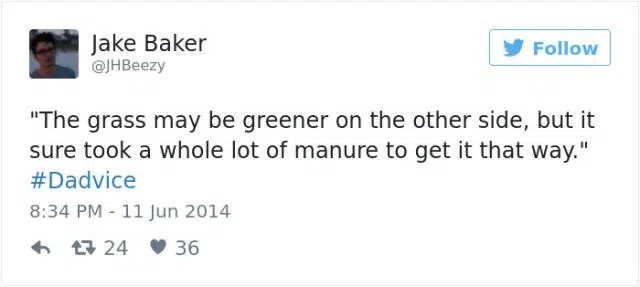 Jake Baker
Follow
@JHBeezy
"The grass may be greener on the other side, but it
sure took a whole lot of manure to get it that way."
#Dadvice
8:34 PM - 11 Jun 2014
24 36